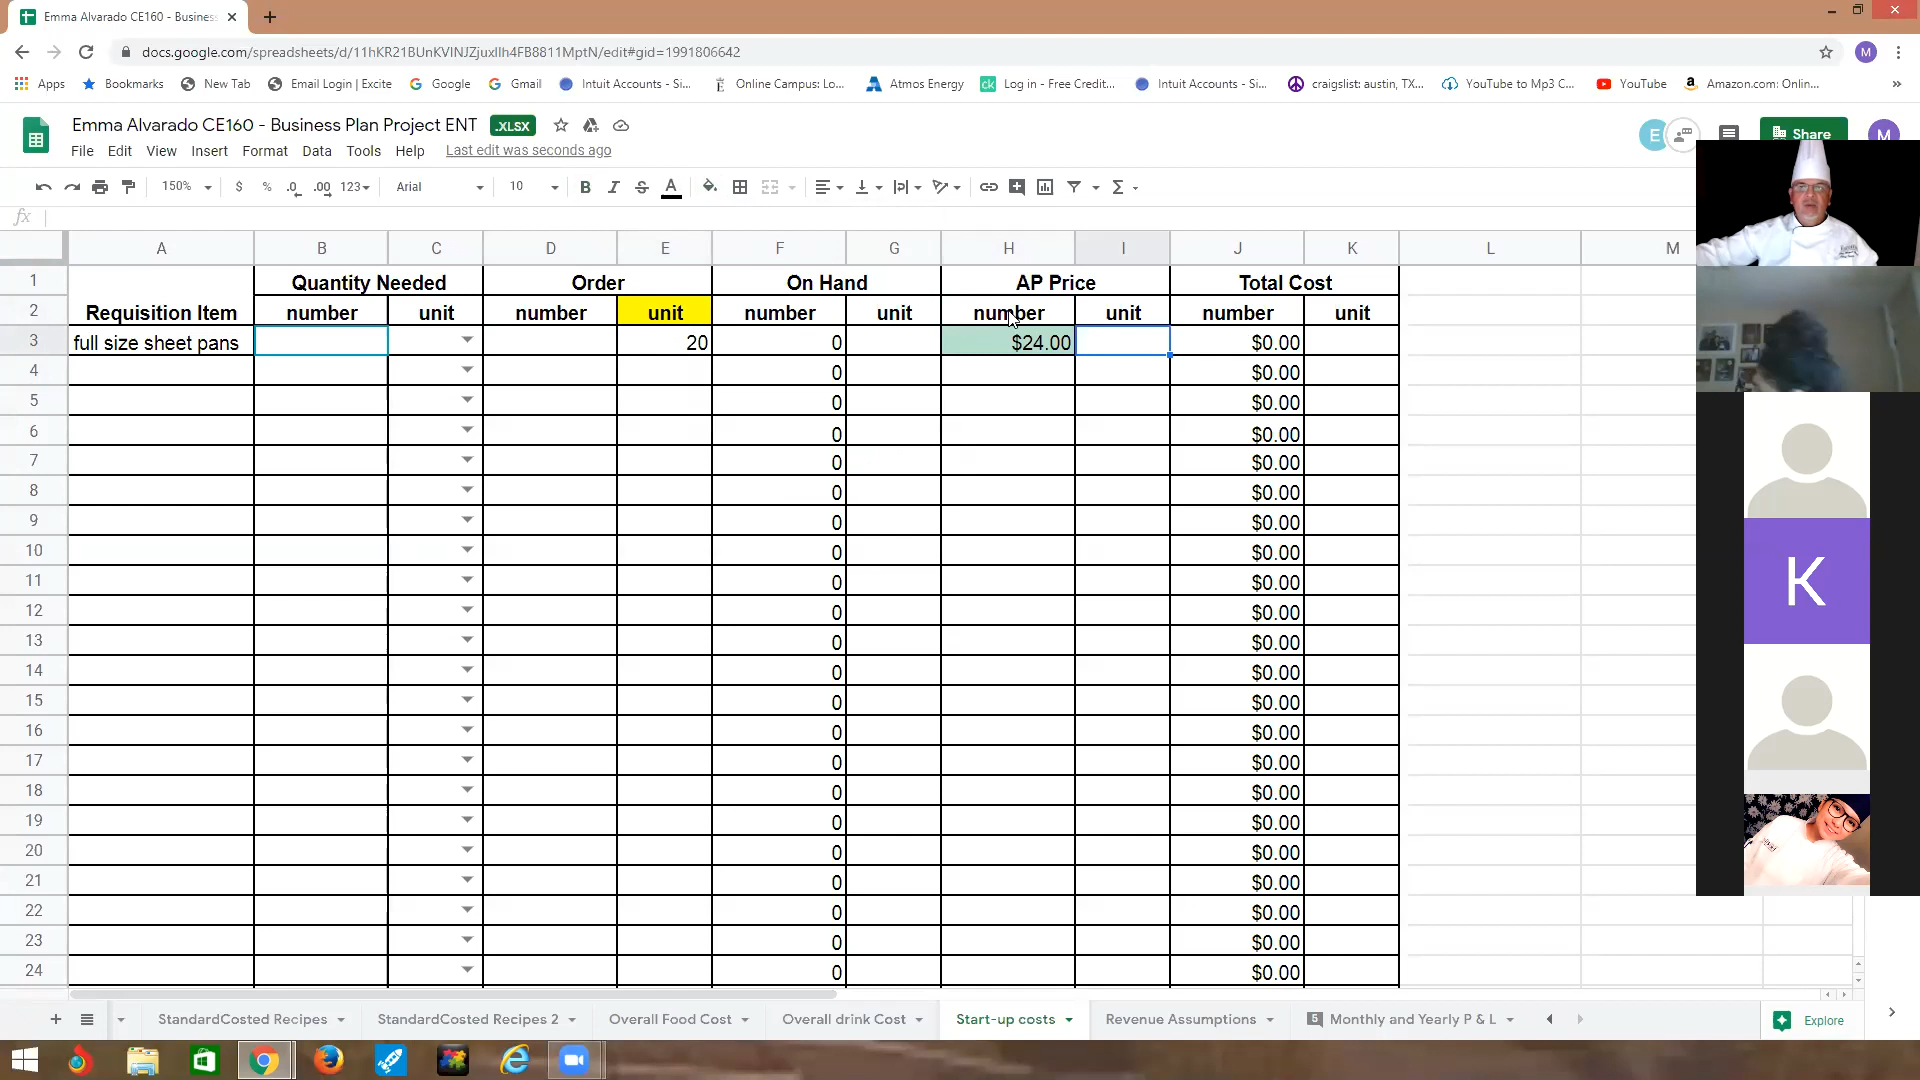 Emma Alvarado CE160 - Busines
docs.google.com/spreadsheets/d/11hKR21BUnKVINJZjuxIlh4FB8811MptN/edit#gid=1991806642
M
Apps Bookmarks New Tab Email Login | Excite Google Gmail Intuit Accounts - Si... Online Campus: Lo... Atmos Energy ck Log in - Free Credit... Intuit Accounts - Si... craigslist: austin, TX... YouTube to Mp3 C... YouTube Amazon.com: Onlin... »
Emma Alvarado CE160 - Business Plan Project ENT .XLSX
E Share M
File Edit View Insert Format Data Tools Help Last edit was seconds ago
150% $ % .0 .00 123 Arial 10 B I S A
fx
A B C D E F G H I J K L M
1 Quantity Needed Order On Hand AP Price Total Cost
2 Requisition Item number unit number unit number unit number unit number unit
3 full size sheet pans 20 0 $24.00 $0.00
4 0 $0.00
5 0 $0.00
6 0 $0.00
7 0 $0.00
8 0 $0.00
9 0 $0.00
10 0 $0.00
11 0 $0.00
12 0 $0.00
13 0 $0.00
14 0 $0.00
15 0 $0.00
16 0 $0.00
17 0 $0.00
18 0 $0.00
19 0 $0.00
20 0 $0.00
21 0 $0.00
22 0 $0.00
23 0 $0.00
24 0 $0.00
K
StandardCosted Recipes StandardCosted Recipes 2 Overall Food Cost Overall drink Cost Start-up costs Revenue Assumptions 5 Monthly and Yearly P & L Explore